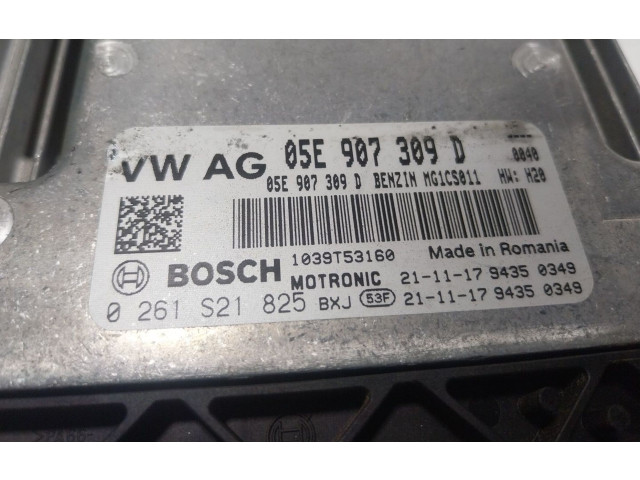 VW AG 05E 907 309 D 0040
05E 907 309 D BENZIN MG1CS011 HW: H20
1039T53160 Made in Romania
BOSCH MOTRONIC 21-11-17 9435 0349
0 261 S21 825 BXJ 53F 21-11-17 9435 0349